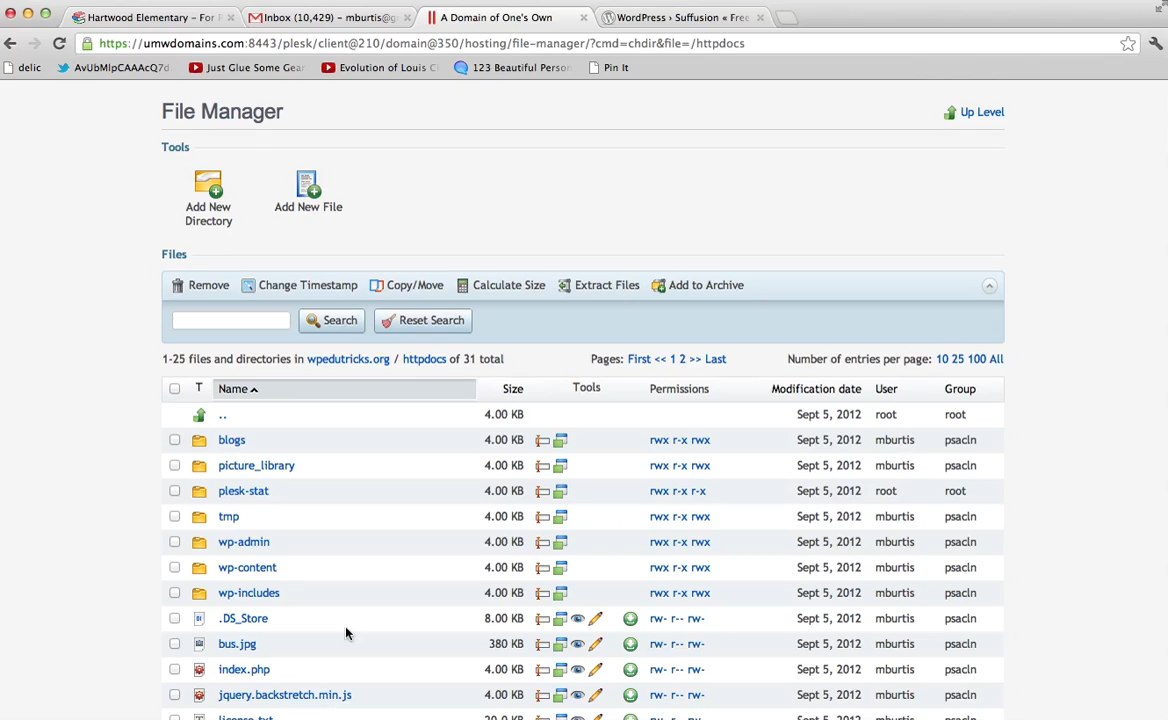 Hartwood Elementary – For F
Inbox (10,429) – mburtis@g
A Domain of One's Own
WordPress › Suffusion « Free
https://umwdomains.com:8443/plesk/client@210/domain@350/hosting/file-manager/?cmd=chdir&file=/httpdocs
delic
AvUbMlpCAAAcQ7d
Just Glue Some Gear
Evolution of Louis C
123 Beautiful Person
Pin It
File Manager
Up Level
Tools
Add New Directory
Add New File
Files
Remove Change Timestamp Copy/Move Calculate Size Extract Files Add to Archive
Search Reset Search
1-25 files and directories in wpedutricks.org / httpdocs of 31 total Pages: First << 1 2 >> Last Number of entries per page: 10 25 100 All
T Name Size Tools Permissions Modification date User Group
.. 4.00 KB Sept 5, 2012 root root
blogs 4.00 KB rwx r-x rwx Sept 5, 2012 mburtis psacln
picture_library 4.00 KB rwx r-x rwx Sept 5, 2012 mburtis psacln
plesk-stat 4.00 KB rwx r-x r-x Sept 5, 2012 root root
tmp 4.00 KB rwx r-x rwx Sept 5, 2012 mburtis psacln
wp-admin 4.00 KB rwx r-x rwx Sept 5, 2012 mburtis psacln
wp-content 4.00 KB rwx r-x rwx Sept 5, 2012 mburtis psacln
wp-includes 4.00 KB rwx r-x rwx Sept 5, 2012 mburtis psacln
.DS_Store 8.00 KB rw- r-- rw- Sept 5, 2012 mburtis psacln
bus.jpg 380 KB rw- r-- rw- Sept 5, 2012 mburtis psacln
index.php 4.00 KB rw- r-- rw- Sept 5, 2012 mburtis psacln
jquery.backstretch.min.js 4.00 KB rw- r-- rw- Sept 5, 2012 mburtis psacln
license.txt